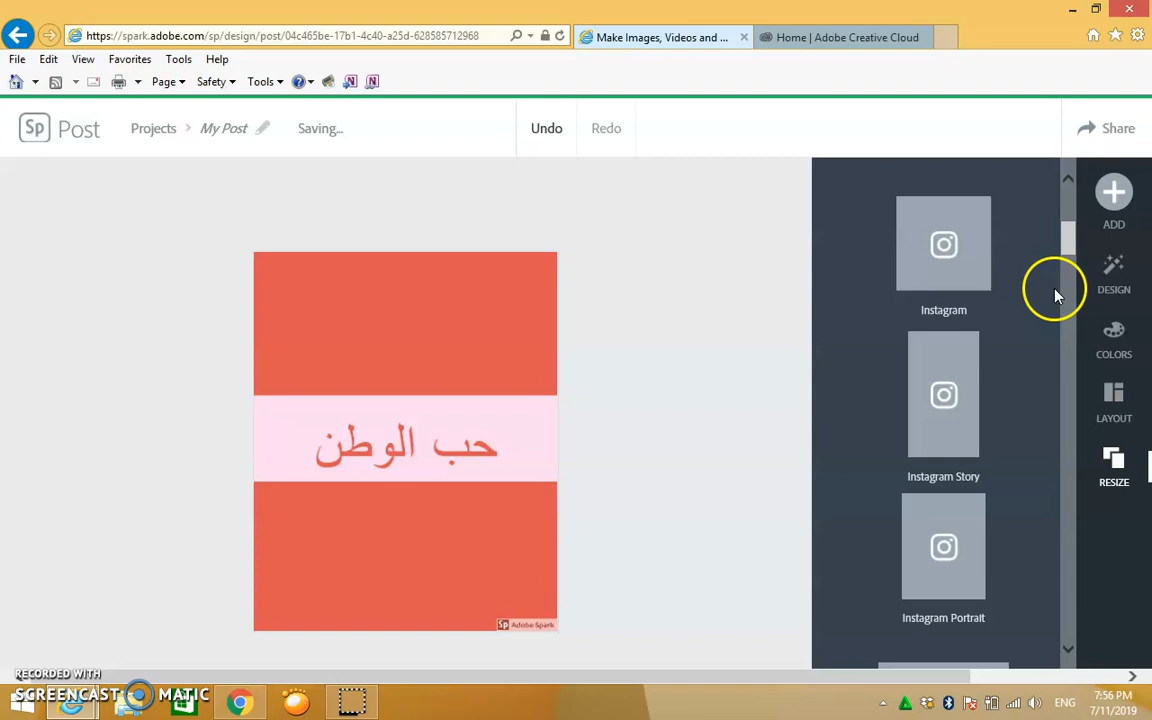 https://spark.adobe.com/sp/design/post/04c465be-17b1-4c40-a25d-628585712968
Make Images, Videos and ...
Home | Adobe Creative Cloud
File Edit View Favorites Tools Help
Page Safety Tools
Sp Post Projects > My Post Saving... Undo Redo Share
Instagram
Instagram Story
Instagram Portrait
ADD
DESIGN
COLORS
LAYOUT
RESIZE
حب الوطن
Sp Adobe Spark
RECORDED WITH
SCREENCAST MATIC
ENG
7:56 PM
7/11/2019